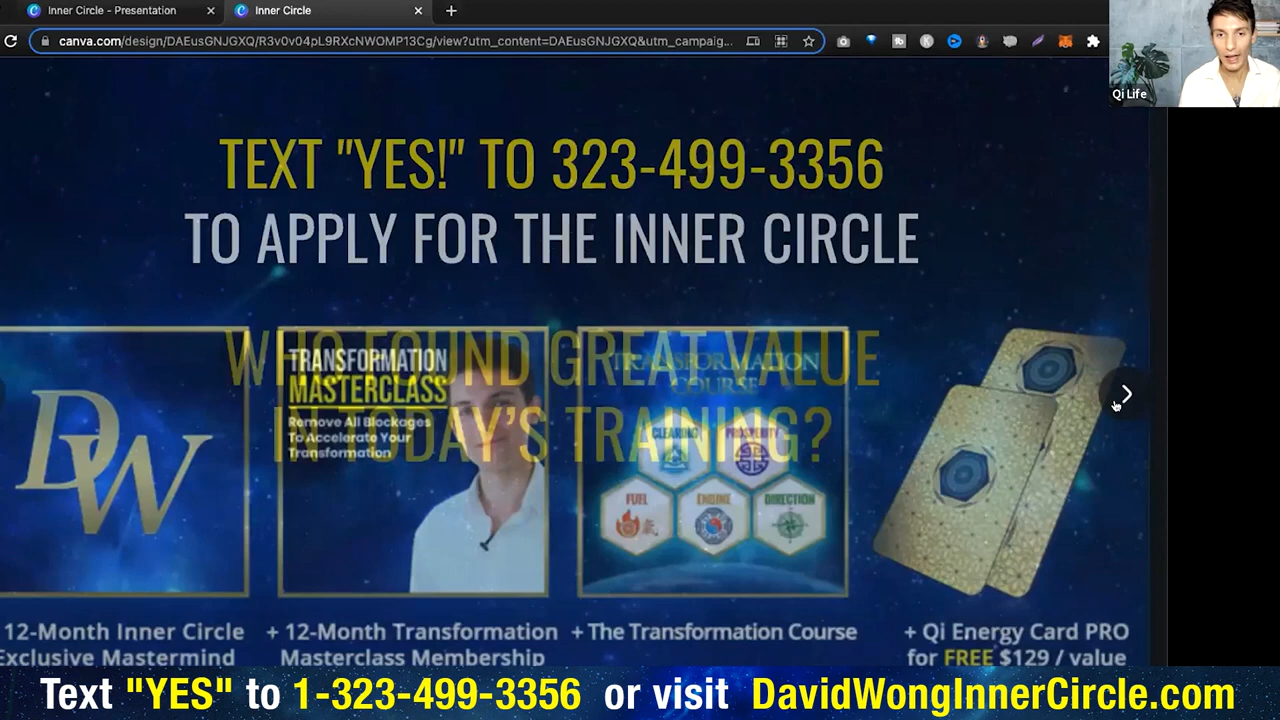 Inner Circle - Presentation
Inner Circle
canva.com/design/DAEusGNJGXQ/R3v0v04pL9RXcNWOMP13Cg/view?utm_content=DAEusGNJGXQ&utm_campaig...
Qi Life
TEXT "YES!" TO 323-499-3356
TO APPLY FOR THE INNER CIRCLE
WHO FOUND GREAT VALUE
IN TODAY'S TRAINING?
DW
TRANSFORMATION
MASTERCLASS
Remove All Blockages
To Accelerate Your
Transformation
TRANSFORMATION
COURSE
CLEARING
PROSPERITY
FUEL
ENGINE
DIRECTION
12-Month Inner Circle
Exclusive Mastermind
+ 12-Month Transformation
Masterclass Membership
+ The Transformation Course
+ Qi Energy Card PRO
for FREE $129 / value
Text "YES" to 1-323-499-3356 or visit DavidWongInnerCircle.com